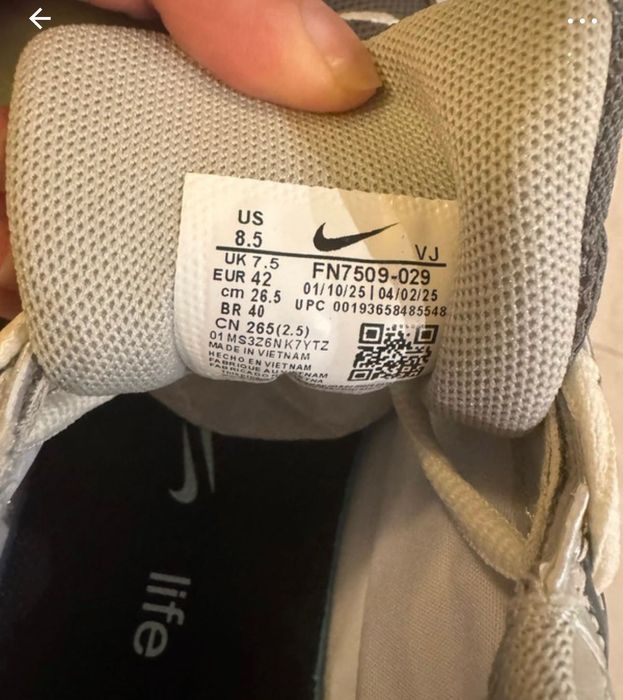 US
8.5
VJ
UK 7.5
EUR 42
cm 26.5
BR 40
CN 265(2.5)
FN7509-029
01/10/25 | 04/02/25
UPC 00193658485548
01MS3Z6NK7YTZ
MADE IN VIETNAM
HECHO EN VIETNAM
FABRIQUE AU VIETNAM
life